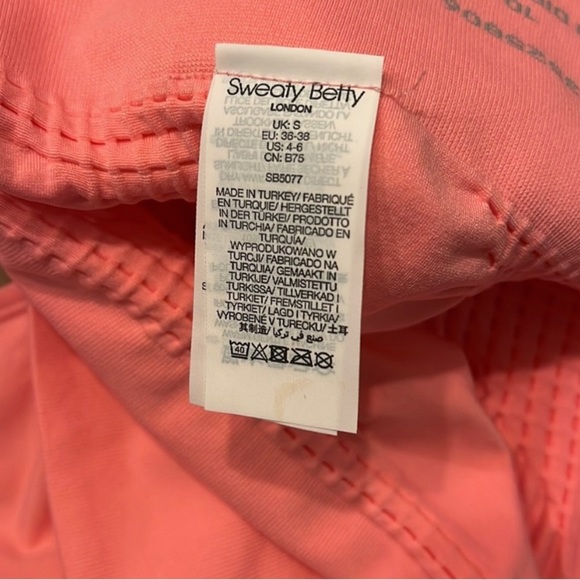 Sweaty Betty
LONDON
UK: S
EU: 36-38
US: 4-6
CN: B75
SB5077
MADE IN TURKEY/ FABRIQUÉ
EN TURQUIE/ HERGESTELLT
IN DER TÜRKEI/ PRODOTTO
IN TURCHIA/ FABRICADO EN
TURQUÍA/
WYPRODUKOWANO W
TURCJI/ FABRICADO NA
TURQUIA/ GEMAAKT IN
TURKIJE/ VALMISTETTU
TURKISSA/ TILLVERKAD I
TURKIET/ FREMSTILLET I
TYRKIET/ LAGD I TYRKIA/
VYROBENÉ V TURECKU/ 土耳
其制造/ صنع في تركيا/
40